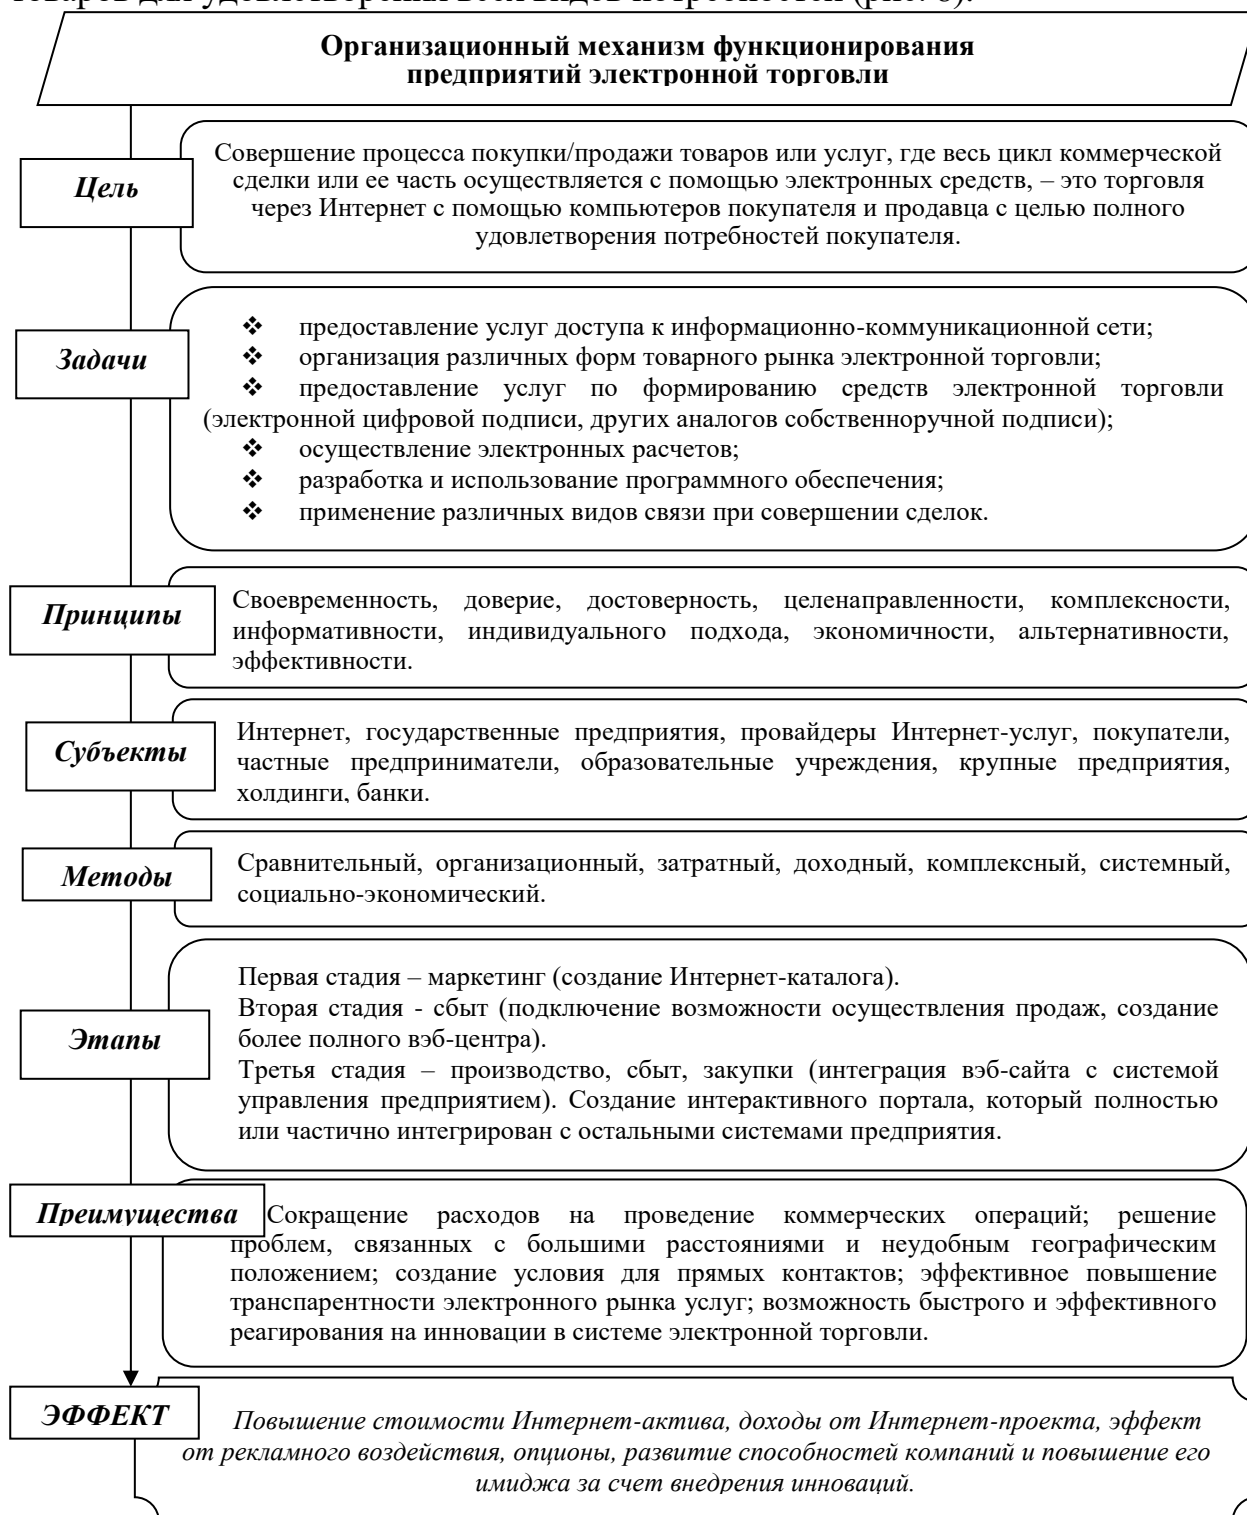 товаров для удовлетворения всех видов потребностей (рис. 6).
Организационный механизм функционирования
предприятий электронной торговли
Цель
Совершение процесса покупки/продажи товаров или услуг, где весь цикл коммерческой
сделки или ее часть осуществляется с помощью электронных средств, – это торговля
через Интернет с помощью компьютеров покупателя и продавца с целью полного
удовлетворения потребностей покупателя.
Задачи
❖ предоставление услуг доступа к информационно-коммуникационной сети;
❖ организация различных форм товарного рынка электронной торговли;
❖ предоставление услуг по формированию средств электронной торговли
(электронной цифровой подписи, других аналогов собственноручной подписи);
❖ осуществление электронных расчетов;
❖ разработка и использование программного обеспечения;
❖ применение различных видов связи при совершении сделок.
Принципы
Своевременность, доверие, достоверность, целенаправленности, комплексности,
информативности, индивидуального подхода, экономичности, альтернативности,
эффективности.
Субъекты
Интернет, государственные предприятия, провайдеры Интернет-услуг, покупатели,
частные предприниматели, образовательные учреждения, крупные предприятия,
холдинги, банки.
Методы
Сравнительный, организационный, затратный, доходный, комплексный, системный,
социально-экономический.
Этапы
Первая стадия – маркетинг (создание Интернет-каталога).
Вторая стадия - сбыт (подключение возможности осуществления продаж, создание
более полного вэб-центра).
Третья стадия – производство, сбыт, закупки (интеграция вэб-сайта с системой
управления предприятием). Создание интерактивного портала, который полностью
или частично интегрирован с остальными системами предприятия.
Преимущества
Сокращение расходов на проведение коммерческих операций; решение
проблем, связанных с большими расстояниями и неудобным географическим
положением; создание условия для прямых контактов; эффективное повышение
транспарентности электронного рынка услуг; возможность быстрого и эффективного
реагирования на инновации в системе электронной торговли.
ЭФФЕКТ
Повышение стоимости Интернет-актива, доходы от Интернет-проекта, эффект
от рекламного воздействия, опционы, развитие способностей компаний и повышение его
имиджа за счет внедрения инноваций.